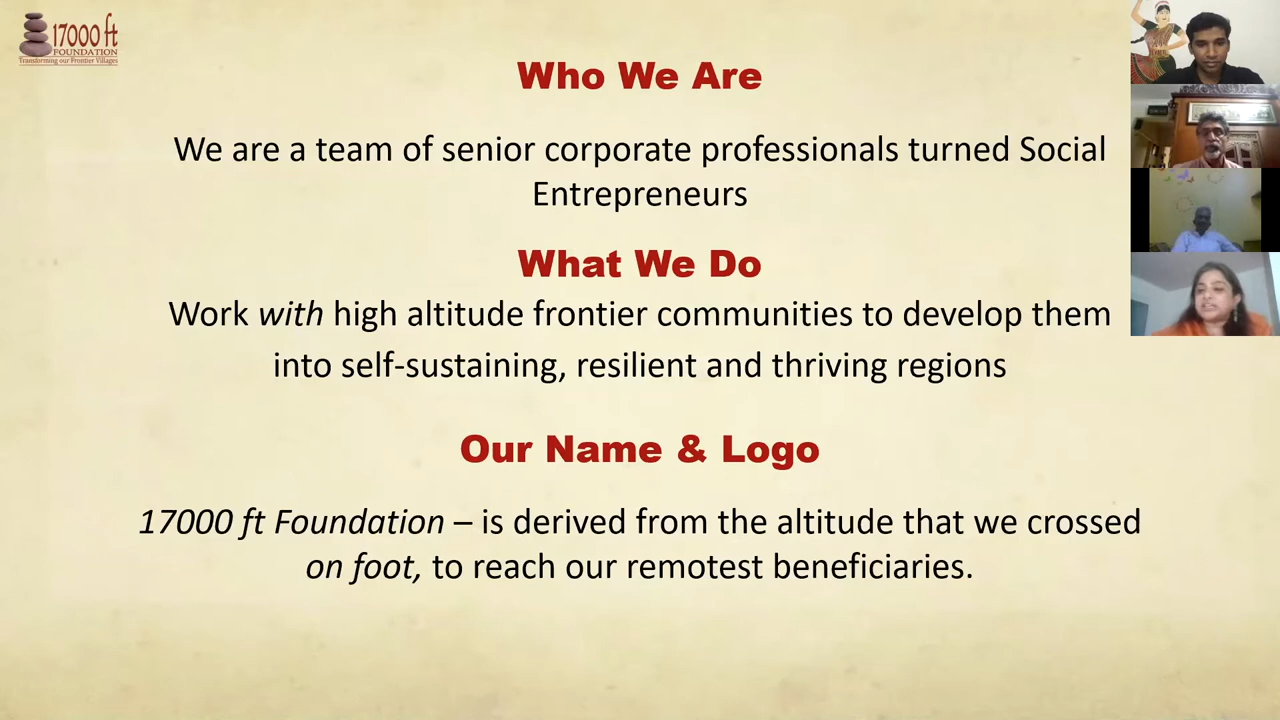 17000 ft
FOUNDATION
Transforming our Frontier Villages
Who We Are
We are a team of senior corporate professionals turned Social
Entrepreneurs
What We Do
Work with high altitude frontier communities to develop them
into self-sustaining, resilient and thriving regions
Our Name & Logo
17000 ft Foundation – is derived from the altitude that we crossed
on foot, to reach our remotest beneficiaries.